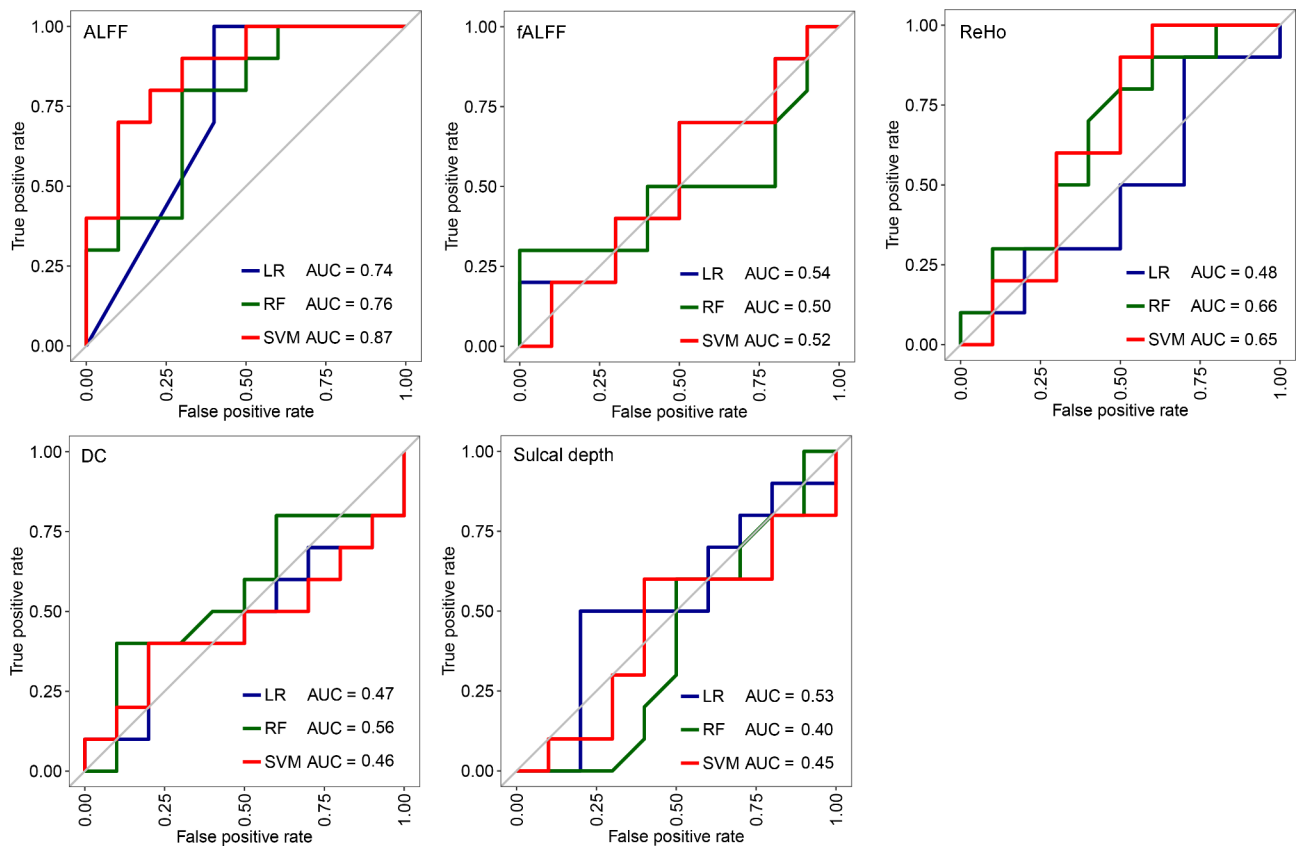 ALFF
1.00
0.75
0.50
0.25
0.00
True positive rate
LR AUC = 0.74
RF AUC = 0.76
SVM AUC = 0.87
0.00
0.25
0.50
0.75
1.00
False positive rate
fALFF
1.00
0.75
0.50
0.25
0.00
True positive rate
LR AUC = 0.54
RF AUC = 0.50
SVM AUC = 0.52
0.00
0.25
0.50
0.75
1.00
False positive rate
ReHo
1.00
0.75
0.50
0.25
0.00
True positive rate
LR AUC = 0.48
RF AUC = 0.66
SVM AUC = 0.65
0.00
0.25
0.50
0.75
1.00
False positive rate
DC
1.00
0.75
0.50
0.25
0.00
True positive rate
LR AUC = 0.47
RF AUC = 0.56
SVM AUC = 0.46
0.00
0.25
0.50
0.75
1.00
False positive rate
Sulcal depth
1.00
0.75
0.50
0.25
0.00
True positive rate
LR AUC = 0.53
RF AUC = 0.40
SVM AUC = 0.45
0.00
0.25
0.50
0.75
1.00
False positive rate